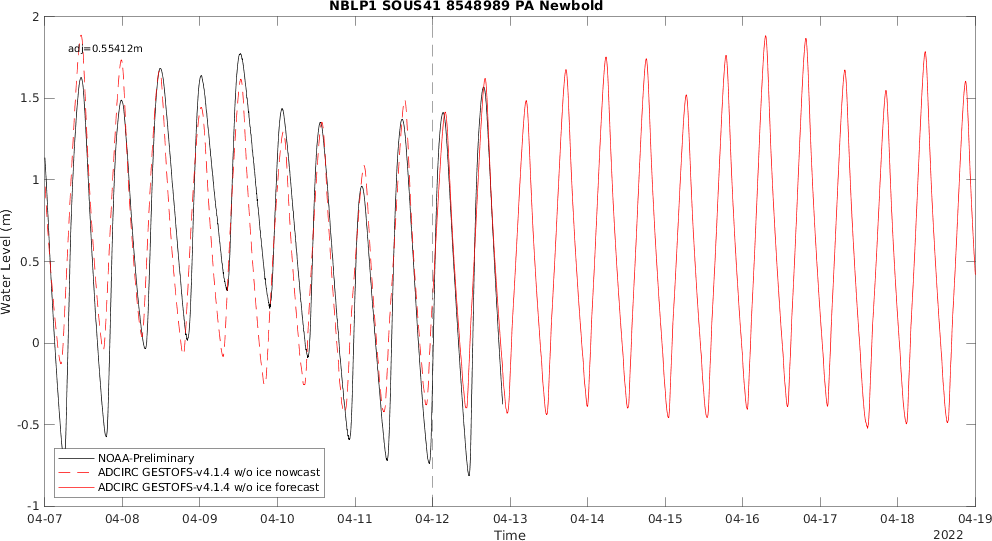 NBLP1 SOUS41 8548989 PA Newbold
adj=0.55412m
Water Level (m)
2
1.5
1
0.5
0
-0.5
-1
NOAA-Preliminary
ADCIRC GESTOFS-v4.1.4 w/o ice nowcast
ADCIRC GESTOFS-v4.1.4 w/o ice forecast
04-07 04-08 04-09 04-10 04-11 04-12 04-13 04-14 04-15 04-16 04-17 04-18 04-19
Time
2022